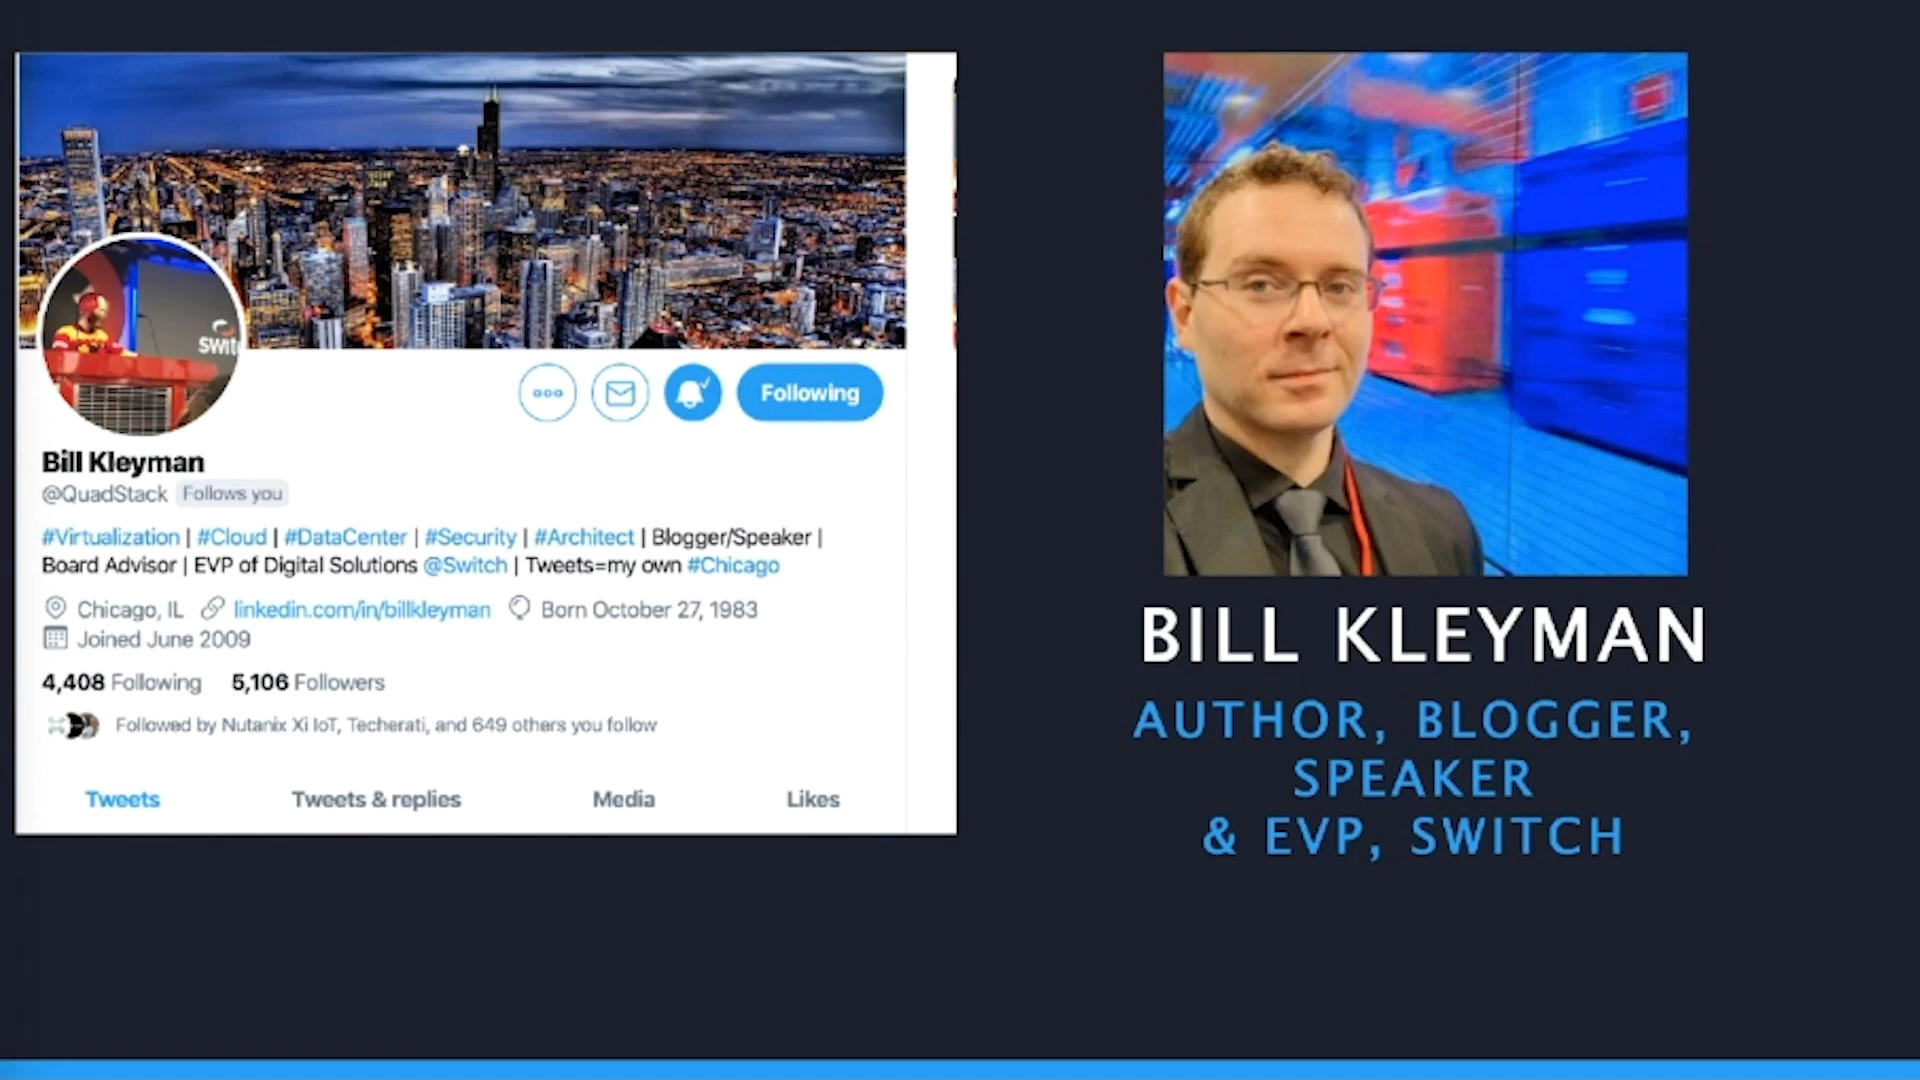 SWIT
Following
Bill Kleyman
@QuadStack Follows you
#Virtualization | #Cloud | #DataCenter | #Security | #Architect | Blogger/Speaker |
Board Advisor | EVP of Digital Solutions @Switch | Tweets=my own #Chicago
Chicago, IL linkedin.com/in/billkleyman Born October 27, 1983
Joined June 2009
4,408 Following 5,106 Followers
Followed by Nutanix Xi IoT, Techerati, and 649 others you follow
Tweets Tweets & replies Media Likes
BILL KLEYMAN
AUTHOR, BLOGGER,
SPEAKER
& EVP, SWITCH